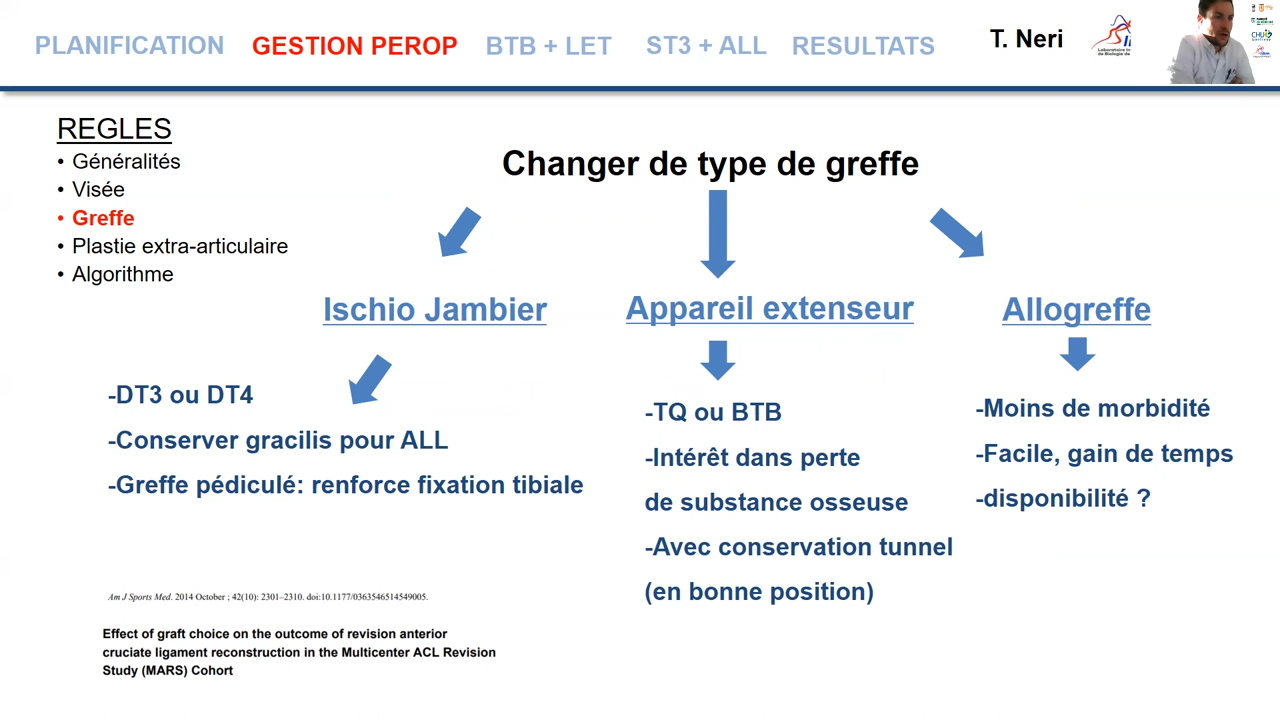 PLANIFICATION GESTION PEROP BTB + LET ST3 + ALL RESULTATS T. Neri
REGLES
• Généralités
• Visée
• Greffe
• Plastie extra-articulaire
• Algorithme
Changer de type de greffe
Ischio Jambier
-DT3 ou DT4
-Conserver gracilis pour ALL
-Greffe pédiculé: renforce fixation tibiale
Appareil extenseur
-TQ ou BTB
-Intérêt dans perte
de substance osseuse
-Avec conservation tunnel
(en bonne position)
Allogreffe
-Moins de morbidité
-Facile, gain de temps
-disponibilité ?
Am J Sports Med. 2014 October ; 42(10): 2301–2310. doi:10.1177/0363546514549005.
Effect of graft choice on the outcome of revision anterior
cruciate ligament reconstruction in the Multicenter ACL Revision
Study (MARS) Cohort